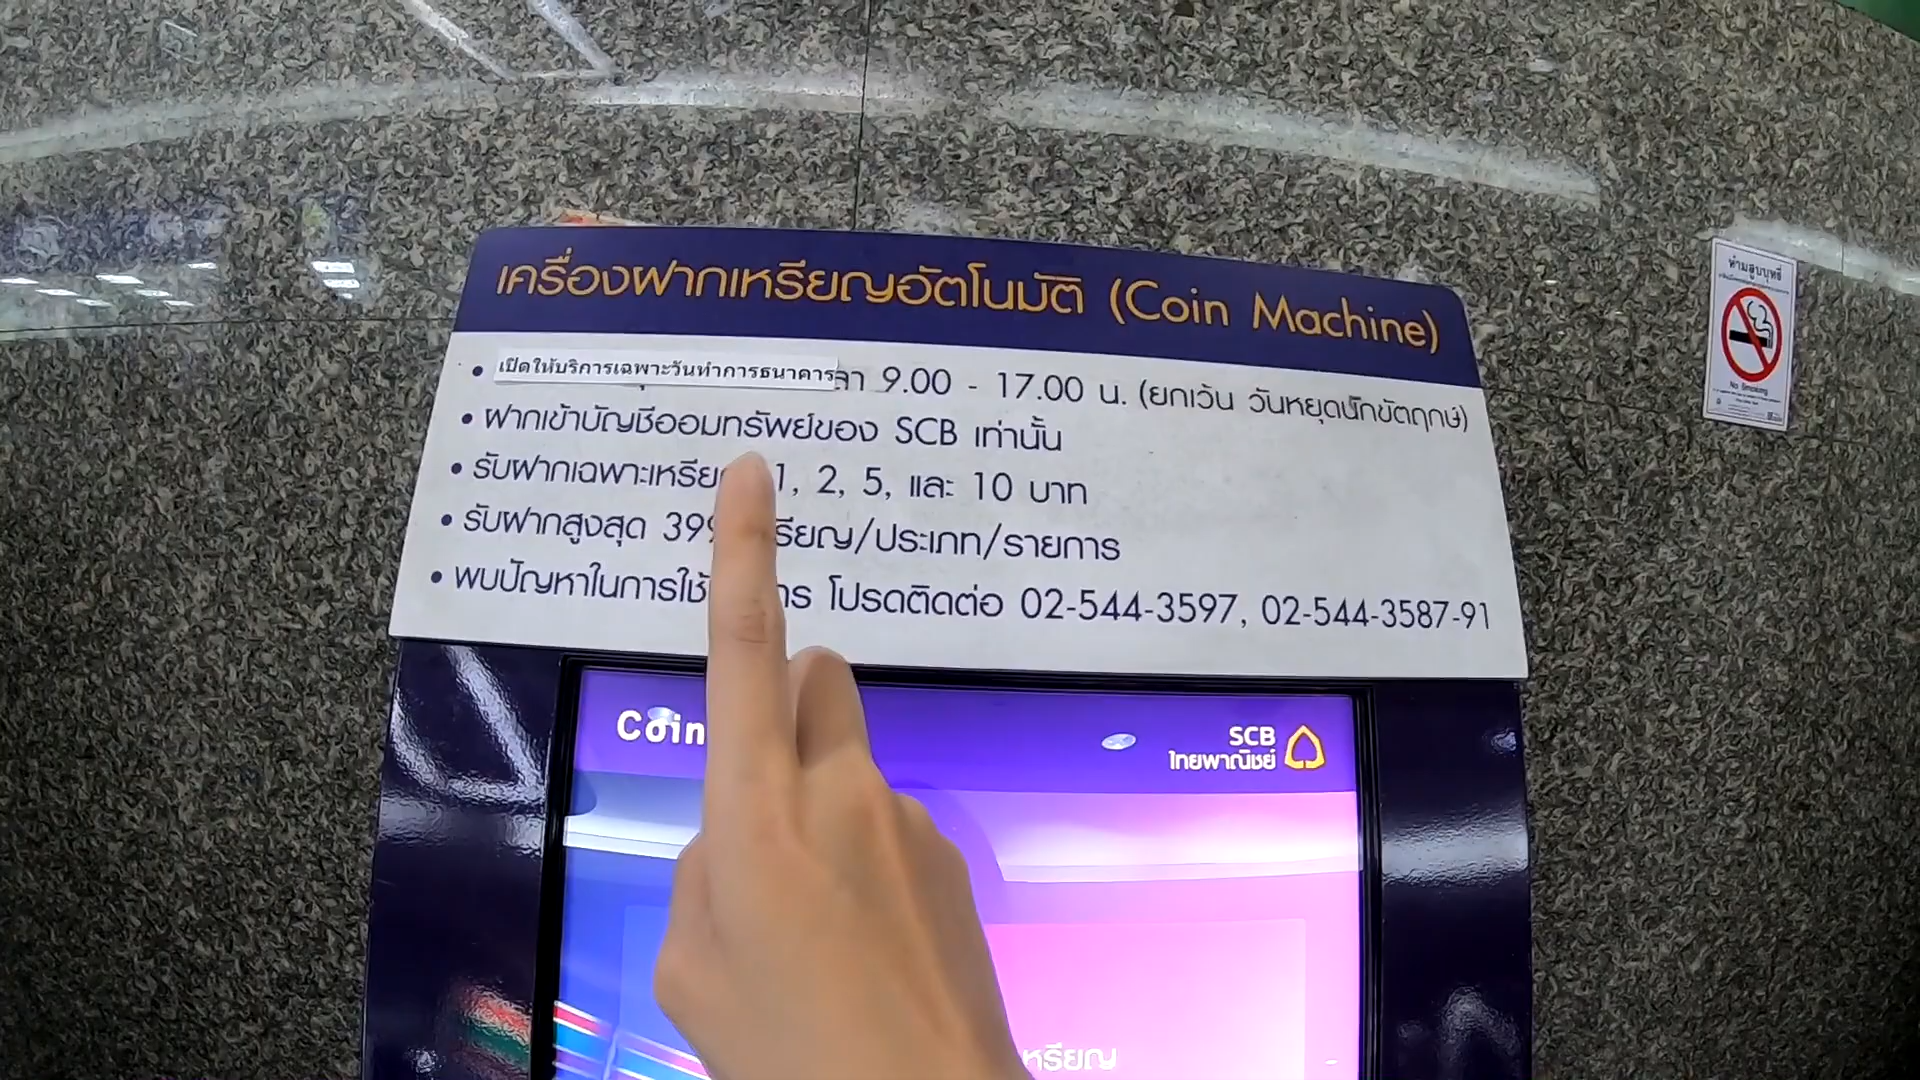 เครื่องฝากเหรียญอัตโนมัติ (Coin Machine)
• เปิดให้บริการเฉพาะวันทำการธนาคาร 9.00 - 17.00 น. (ยกเว้น วันหยุดนักขัตฤกษ์)
• ฝากเข้าบัญชีออมทรัพย์ของ SCB เท่านั้น
• รับฝากเฉพาะเหรียญ 1, 2, 5, และ 10 บาท
• รับฝากสูงสุด เหรียญ/ประเภท/รายการ
• พบปัญหาในการใช้ โปรดติดต่อ 02-544-3597, 02-544-3587-91
Coin
SCB
ไทยพาณิชย์
ห้ามสูบบุหรี่
No Smoking